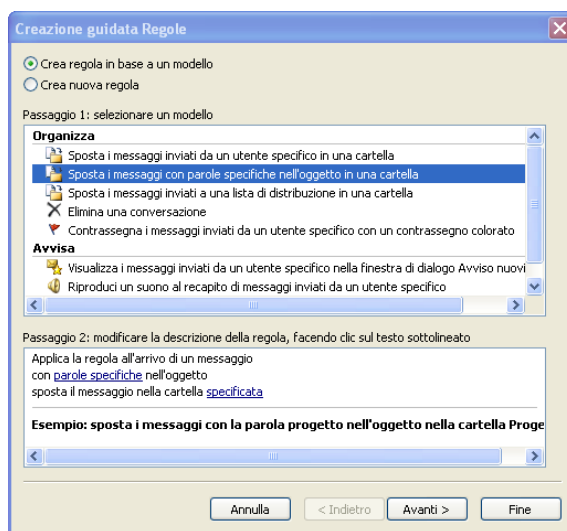 Creazione guidata Regole
Crea regola in base a un modello
Crea nuova regola
Passaggio 1: selezionare un modello
Organizza
Sposta i messaggi inviati da un utente specifico in una cartella
Sposta i messaggi con parole specifiche nell'oggetto in una cartella
Sposta i messaggi inviati a una lista di distribuzione in una cartella
Elimina una conversazione
Contrassegna i messaggi inviati da un utente specifico con un contrassegno colorato
Avvisa
Visualizza i messaggi inviati da un utente specifico nella finestra di dialogo Avviso nuovi
Riproduci un suono al recapito di messaggi inviati da un utente specifico
Passaggio 2: modificare la descrizione della regola, facendo clic sul testo sottolineato
Applica la regola all'arrivo di un messaggio
con parole specifiche nell'oggetto
sposta il messaggio nella cartella specificata
Esempio: sposta i messaggi con la parola progetto nell'oggetto nella cartella Proge
Annulla
< Indietro
Avanti >
Fine